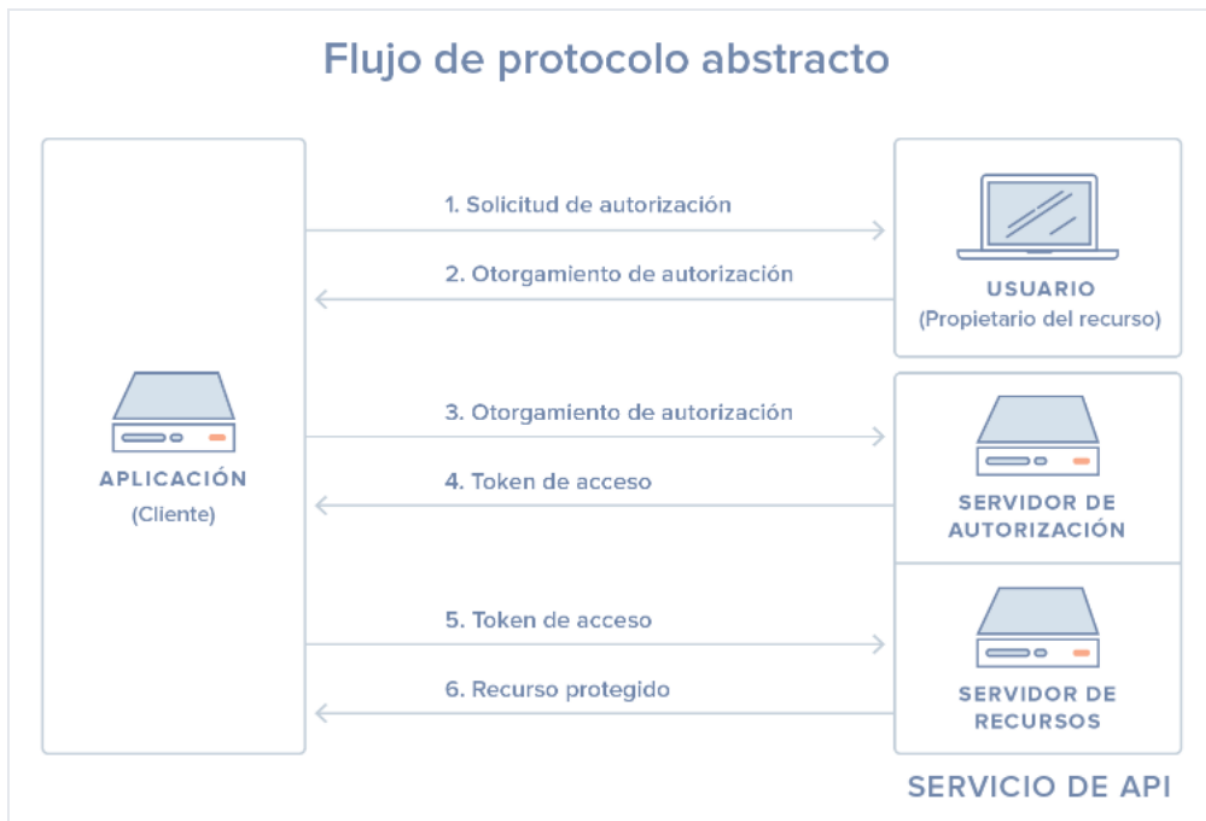 Flujo de protocolo abstracto
1. Solicitud de autorización
2. Otorgamiento de autorización
USUARIO
(Propietario del recurso)
3. Otorgamiento de autorización
4. Token de acceso
APLICACIÓN
(Cliente)
SERVIDOR DE
AUTORIZACIÓN
5. Token de acceso
6. Recurso protegido
SERVIDOR DE
RECURSOS
SERVICIO DE API